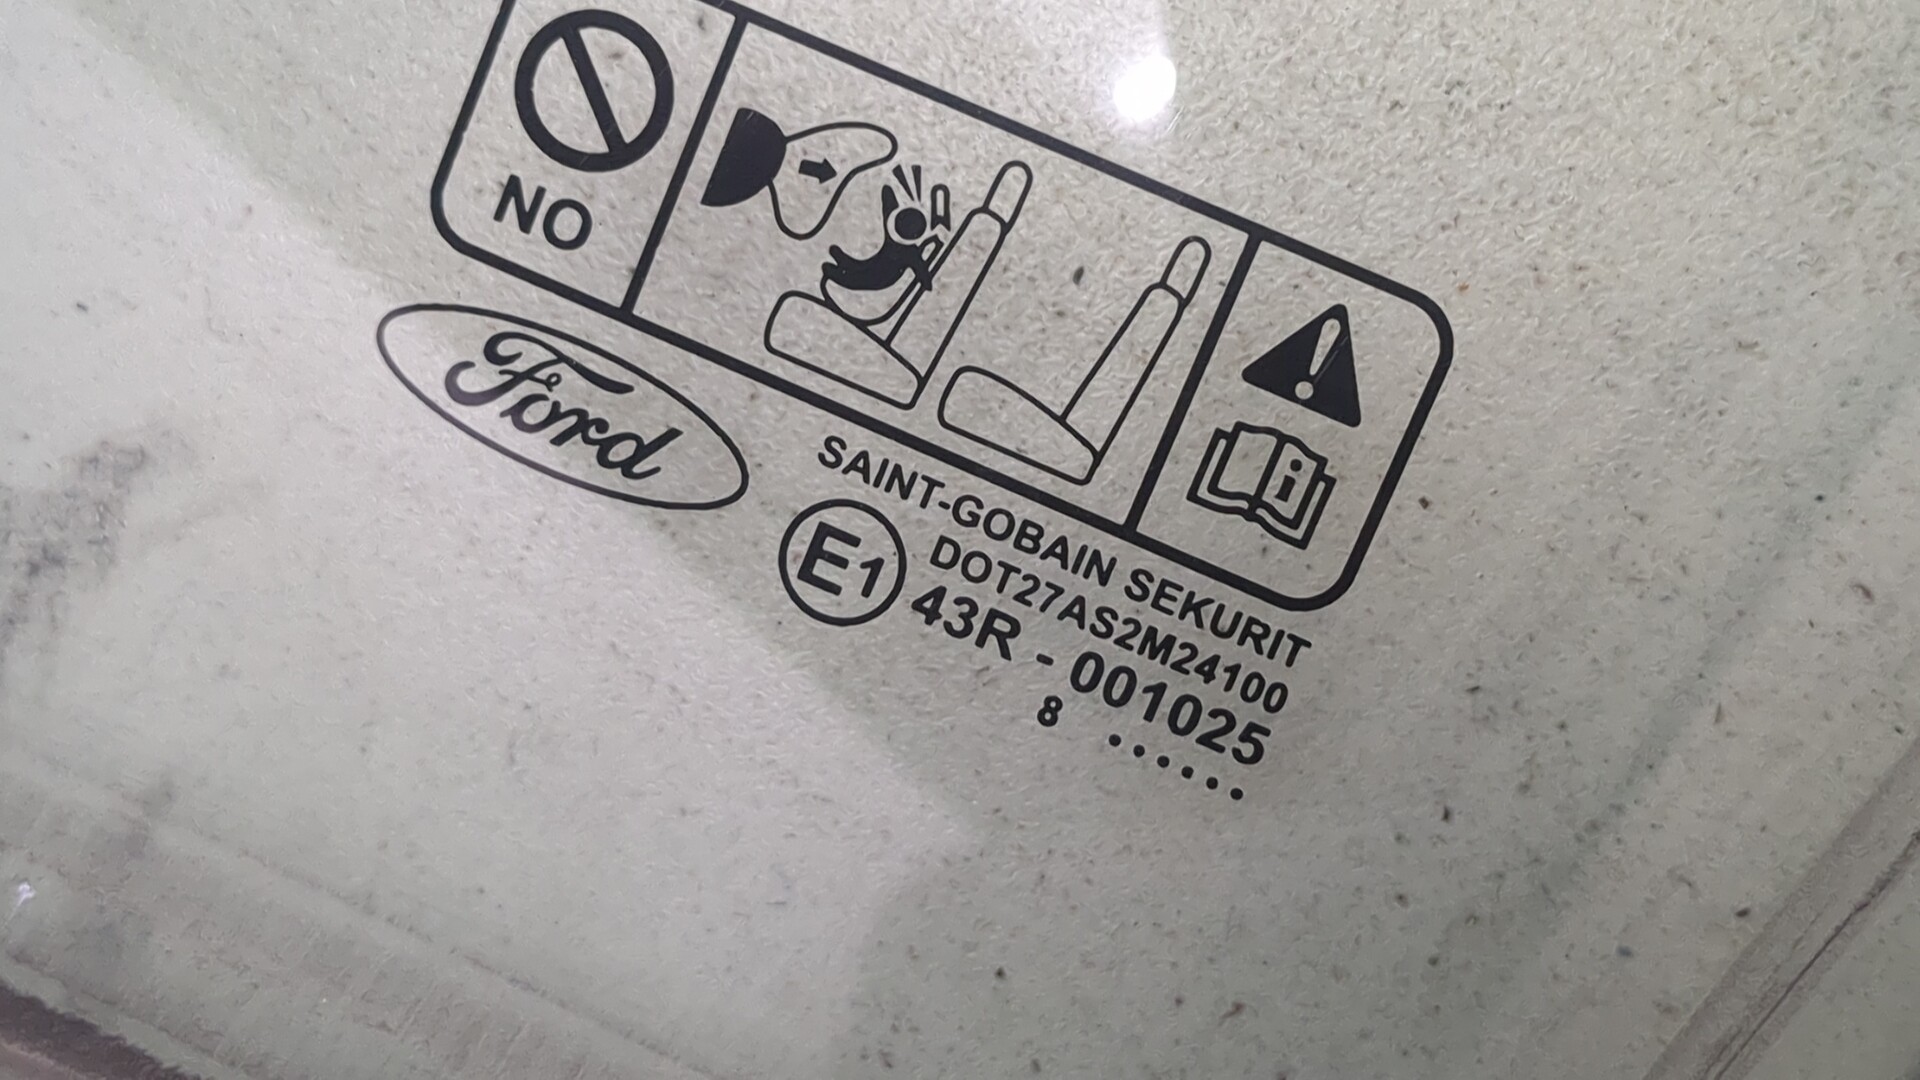 NO
Ford
SAINT-GOBAIN SEKURIT
DOT27AS2M24100
E1 43R - 001025
8 ......